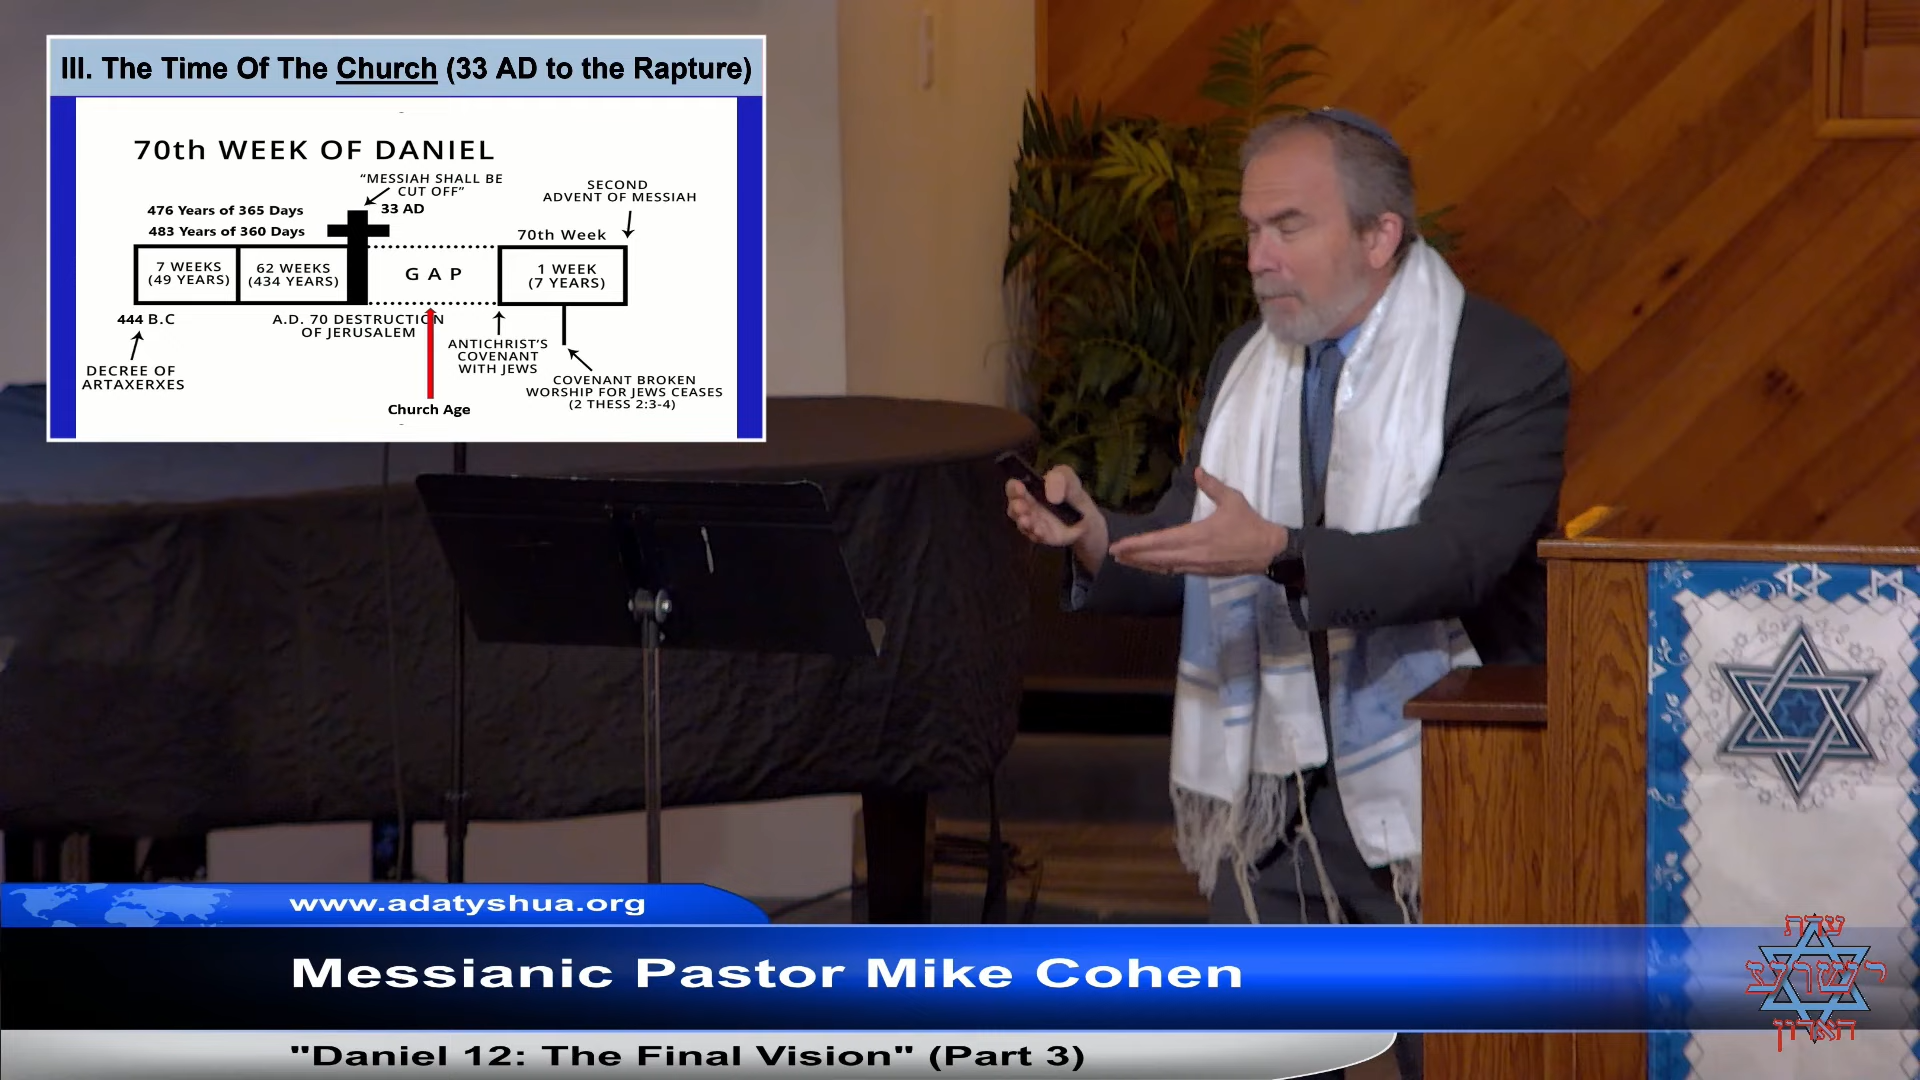 III. The Time Of The Church (33 AD to the Rapture)
70th WEEK OF DANIEL
“MESSIAH SHALL BE
CUT OFF”
33 AD
SECOND
ADVENT OF MESSIAH
476 Years of 365 Days
483 Years of 360 Days
70th Week
7 WEEKS
(49 YEARS)
62 WEEKS
(434 YEARS)
GAP
1 WEEK
(7 YEARS)
444 B.C
A.D. 70 DESTRUCTION
OF JERUSALEM
DECREE OF
ARTAXERXES
ANTICHRIST'S
COVENANT
WITH JEWS
COVENANT BROKEN
WORSHIP FOR JEWS CEASES
(2 THESS 2:3-4)
Church Age
www.adatyshua.org
Messianic Pastor Mike Cohen
"Daniel 12: The Final Vision" (Part 3)
עדת
ישוע
האדון